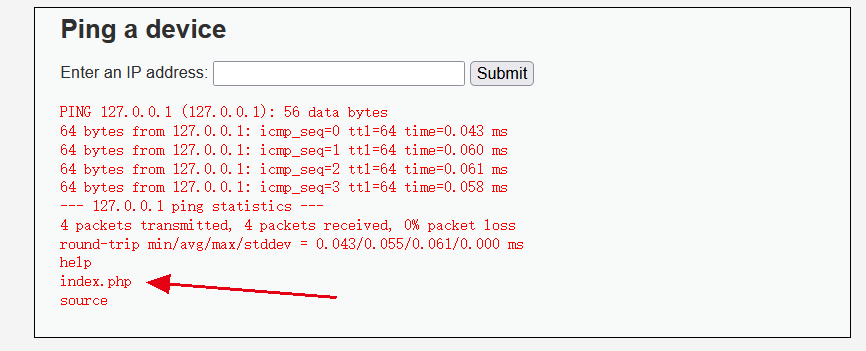 Ping a device
Enter an IP address: Submit
PING 127.0.0.1 (127.0.0.1): 56 data bytes
64 bytes from 127.0.0.1: icmp_seq=0 ttl=64 time=0.043 ms
64 bytes from 127.0.0.1: icmp_seq=1 ttl=64 time=0.060 ms
64 bytes from 127.0.0.1: icmp_seq=2 ttl=64 time=0.061 ms
64 bytes from 127.0.0.1: icmp_seq=3 ttl=64 time=0.058 ms
--- 127.0.0.1 ping statistics ---
4 packets transmitted, 4 packets received, 0% packet loss
round-trip min/avg/max/stddev = 0.043/0.055/0.061/0.000 ms
help
index.php
source